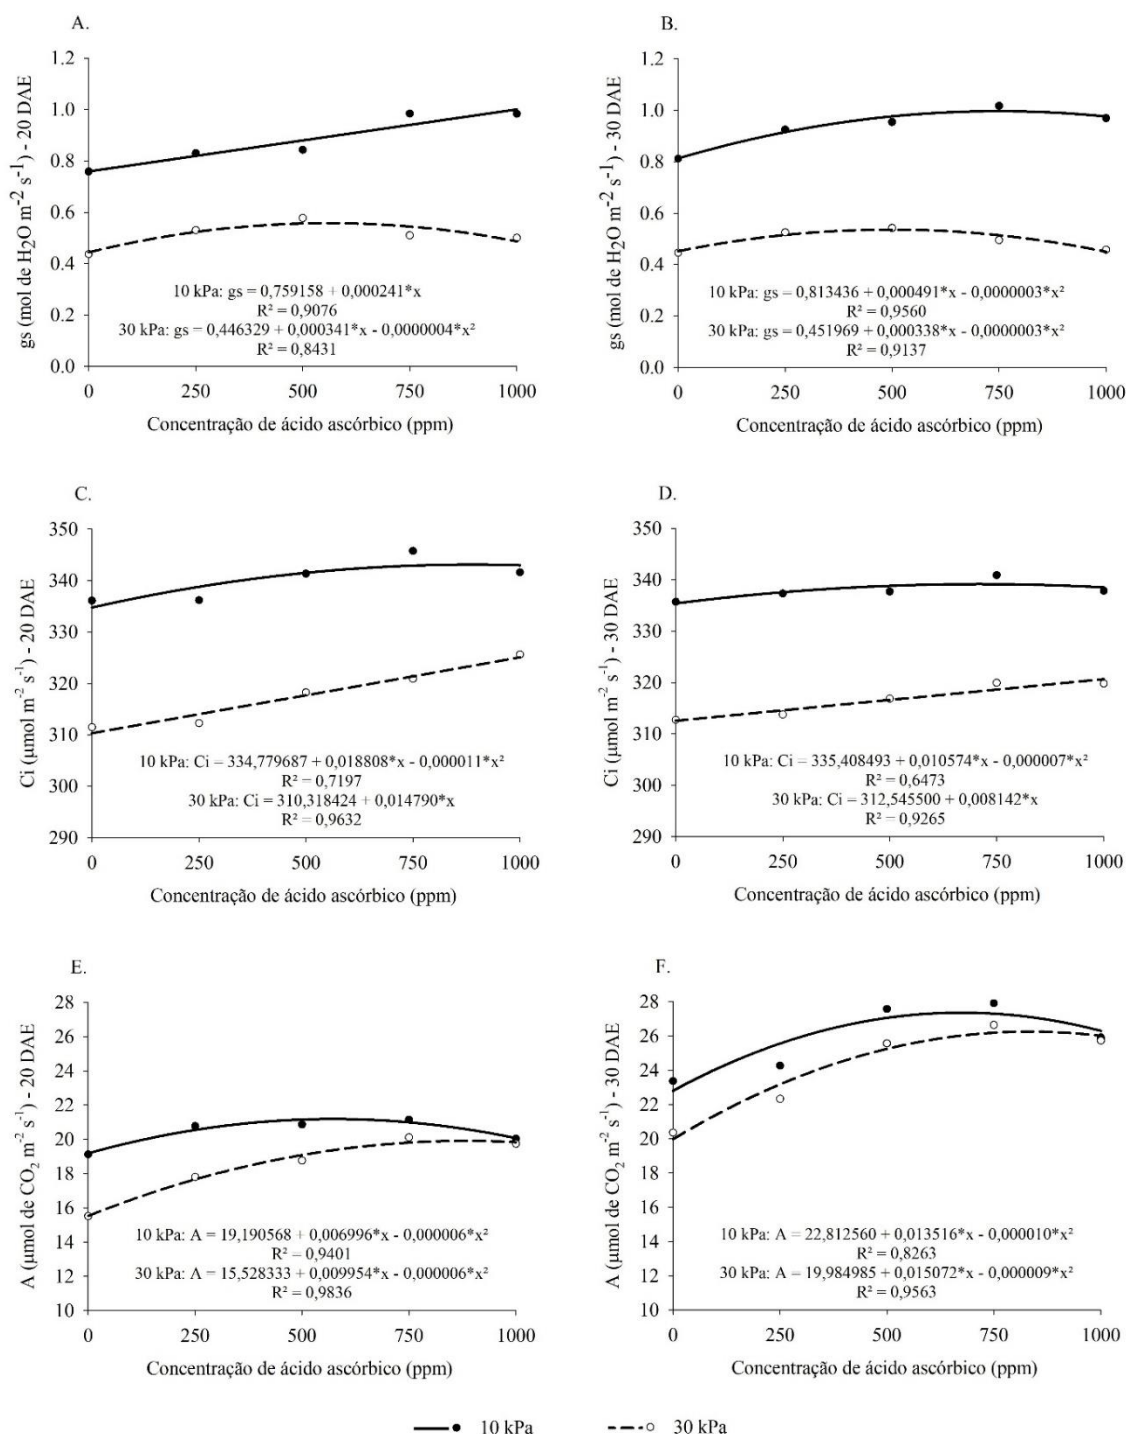 A.
gs (mol de H₂O m⁻² s⁻¹) - 20 DAE
1.2
1.0
0.8
0.6
0.4
0.2
0.0
10 kPa: gs = 0,759158 + 0,000241*x
R² = 0,9076
30 kPa: gs = 0,446329 + 0,000341*x - 0,0000004*x²
R² = 0,8431
0 250 500 750 1000
Concentração de ácido ascórbico (ppm)
B.
gs (mol de H₂O m⁻² s⁻¹) - 30 DAE
1.2
1.0
0.8
0.6
0.4
0.2
0.0
10 kPa: gs = 0,813436 + 0,000491*x - 0,0000003*x²
R² = 0,9560
30 kPa: gs = 0,451969 + 0,000338*x - 0,0000003*x²
R² = 0,9137
0 250 500 750 1000
Concentração de ácido ascórbico (ppm)
C.
Ci (µmol m⁻² s⁻¹) - 20 DAE
350
340
330
320
310
300
290
10 kPa: Ci = 334,779687 + 0,018808*x - 0,000011*x²
R² = 0,7197
30 kPa: Ci = 310,318424 + 0,014790*x
R² = 0,9632
0 250 500 750 1000
Concentração de ácido ascórbico (ppm)
D.
Ci (µmol m⁻² s⁻¹) - 30 DAE
350
340
330
320
310
300
290
10 kPa: Ci = 335,408493 + 0,010574*x - 0,000007*x²
R² = 0,6473
30 kPa: Ci = 312,545500 + 0,008142*x
R² = 0,9265
0 250 500 750 1000
Concentração de ácido ascórbico (ppm)
E.
A (µmol de CO₂ m⁻² s⁻¹) - 20 DAE
28
26
24
22
20
18
16
14
12
10
10 kPa: A = 19,190568 + 0,006996*x - 0,000006*x²
R² = 0,9401
30 kPa: A = 15,528333 + 0,009954*x - 0,000006*x²
R² = 0,9836
0 250 500 750 1000
Concentração de ácido ascórbico (ppm)
F.
A (µmol de CO₂ m⁻² s⁻¹) - 30 DAE
28
26
24
22
20
18
16
14
12
10
10 kPa: A = 22,812560 + 0,013516*x - 0,000010*x²
R² = 0,8263
30 kPa: A = 19,984985 + 0,015072*x - 0,000009*x²
R² = 0,9563
0 250 500 750 1000
Concentração de ácido ascórbico (ppm)
10 kPa 30 kPa